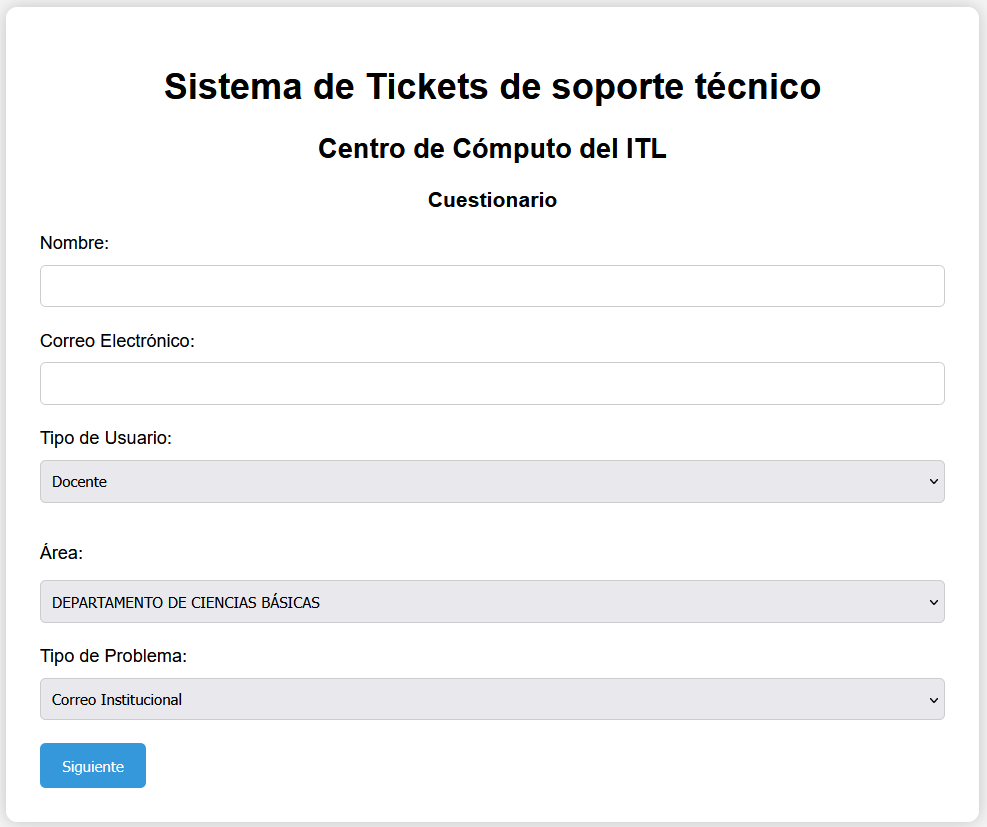 Sistema de Tickets de soporte técnico
Centro de Cómputo del ITL
Cuestionario
Nombre:
Correo Electrónico:
Tipo de Usuario:
Docente
Área:
DEPARTAMENTO DE CIENCIAS BÁSICAS
Tipo de Problema:
Correo Institucional
Siguiente